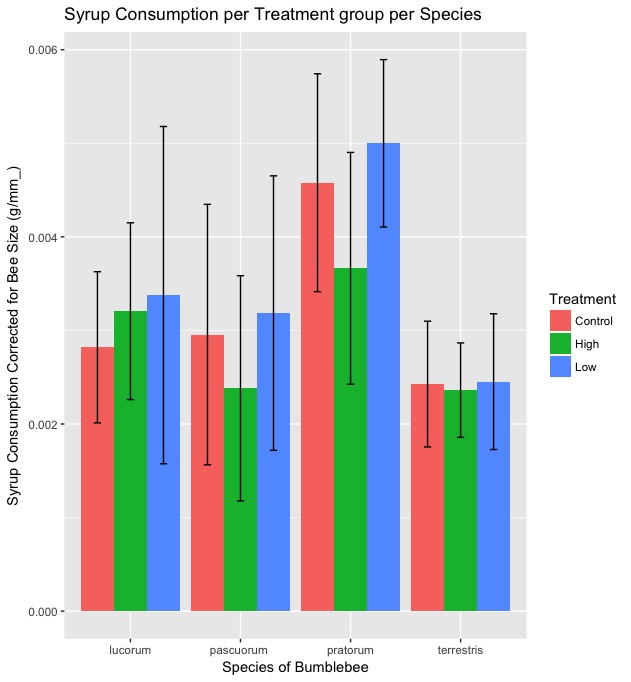 Syrup Consumption per Treatment group per Species
Syrup Consumption Corrected for Bee Size (g/mm_)
0.006
0.004
0.002
0.000
lucorum
pascuorum
pratorum
terrestris
Species of Bumblebee
Treatment
Control
High
Low